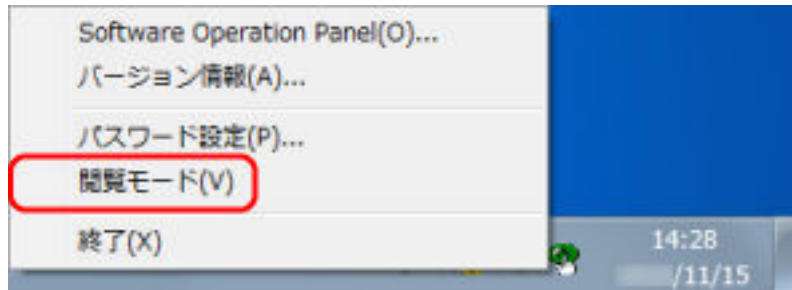 Software Operation Panel(O)...
バージョン情報(A)...
パスワード設定(P)...
閲覧モード(V)
終了(X)
14:28
/11/15